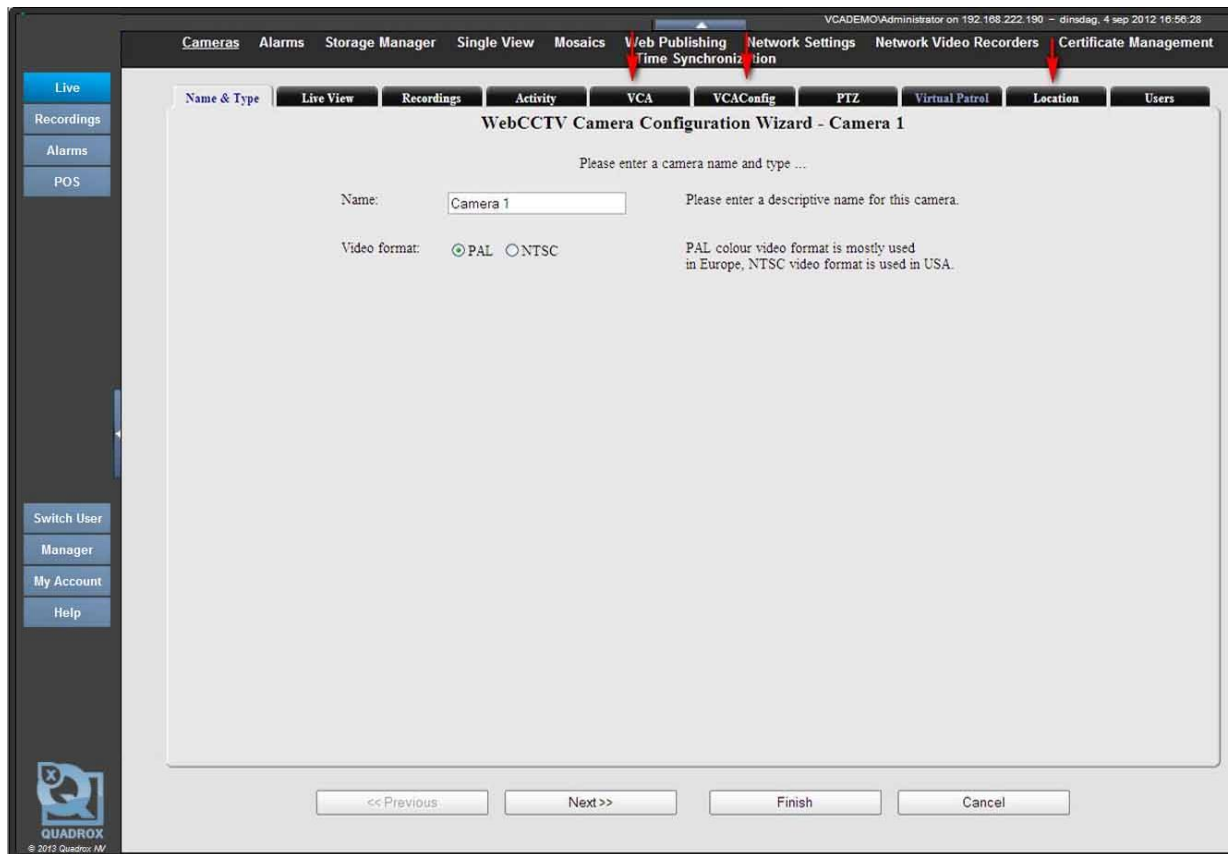 VCADEMO\Administrator on 192.168.222.190 - dinsdag, 4 sep 2012 16:56:28
Cameras Alarms Storage Manager Single View Mosaics Web Publishing Network Settings Network Video Recorders Certificate Management
Time Synchronization
Live
Recordings
Alarms
POS
Name & Type Live View Recordings Activity VCA VCAConfig PTZ Virtual Patrol Location Users
WebCCTV Camera Configuration Wizard - Camera 1
Please enter a camera name and type ...
Name: Camera 1 Please enter a descriptive name for this camera.
Video format: PAL NTSC PAL colour video format is mostly used
in Europe, NTSC video format is used in USA.
Switch User
Manager
My Account
Help
<< Previous Next >> Finish Cancel
QUADROX
© 2013 Quadrox NV